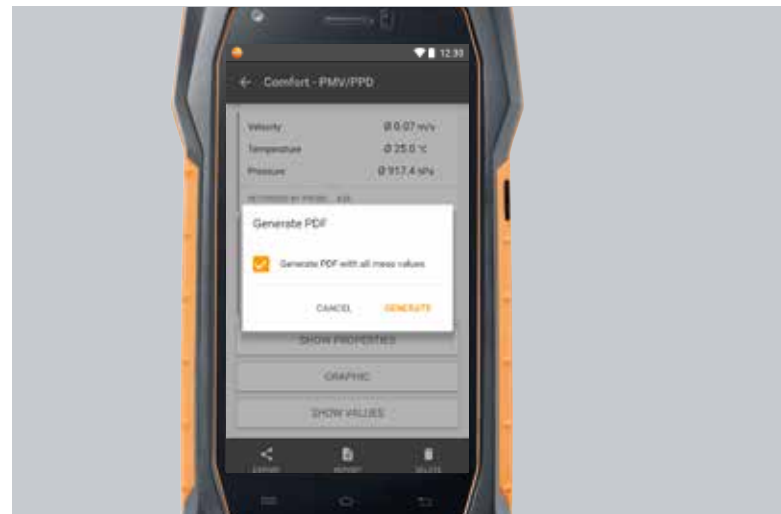 12:30
Comfort - PMV/PPD
Velocity Ø 0.07 m/s
Temperature Ø 25.0 °C
Pressure Ø 917.4 hPa
Generate PDF
Generate PDF with all meas values
CANCEL GENERATE
SHOW PROPERTIES
GRAPHIC
SHOW VALUES
REPORT DELETE